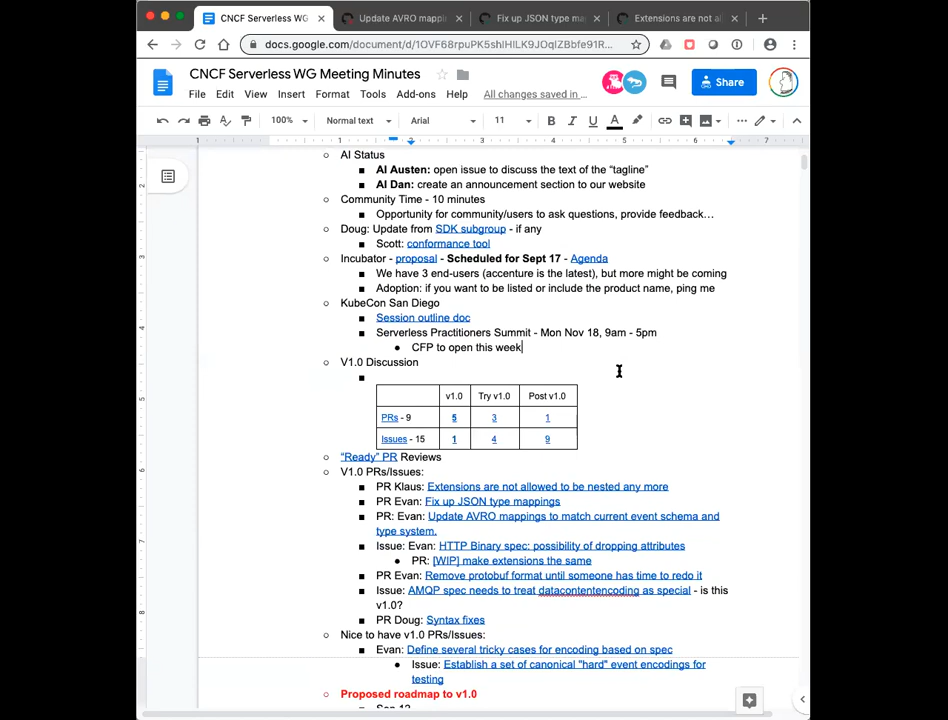 CNCF Serverless WG
Update AVRO mappi
Fix up JSON type ma
Extensions are not al
docs.google.com/document/d/1OVF68rpuPK5shIHILK9JOqlZBbfe91R...
CNCF Serverless WG Meeting Minutes
File Edit View Insert Format Tools Add-ons Help All changes saved in ...
Share
100% Normal text Arial 11 B I U A
AI Status
AI Austen: open issue to discuss the text of the “tagline”
AI Dan: create an announcement section to our website
Community Time - 10 minutes
Opportunity for community/users to ask questions, provide feedback…
Doug: Update from SDK subgroup - if any
Scott: conformance tool
Incubator - proposal - Scheduled for Sept 17 - Agenda
We have 3 end-users (accenture is the latest), but more might be coming
Adoption: if you want to be listed or include the product name, ping me
KubeCon San Diego
Session outline doc
Serverless Practitioners Summit - Mon Nov 18, 9am - 5pm
CFP to open this week
V1.0 Discussion
v1.0 Try v1.0 Post v1.0
PRs - 9 5 3 1
Issues - 15 1 4 9
“Ready” PR Reviews
V1.0 PRs/Issues:
PR Klaus: Extensions are not allowed to be nested any more
PR Evan: Fix up JSON type mappings
PR: Evan: Update AVRO mappings to match current event schema and
type system.
Issue: Evan: HTTP Binary spec: possibility of dropping attributes
PR: [WIP] make extensions the same
PR Evan: Remove protobuf format until someone has time to redo it
Issue: AMQP spec needs to treat datacontentencoding as special - is this
v1.0?
PR Doug: Syntax fixes
Nice to have v1.0 PRs/Issues:
Evan: Define several tricky cases for encoding based on spec
Issue: Establish a set of canonical "hard" event encodings for
testing
Proposed roadmap to v1.0
Sep 12